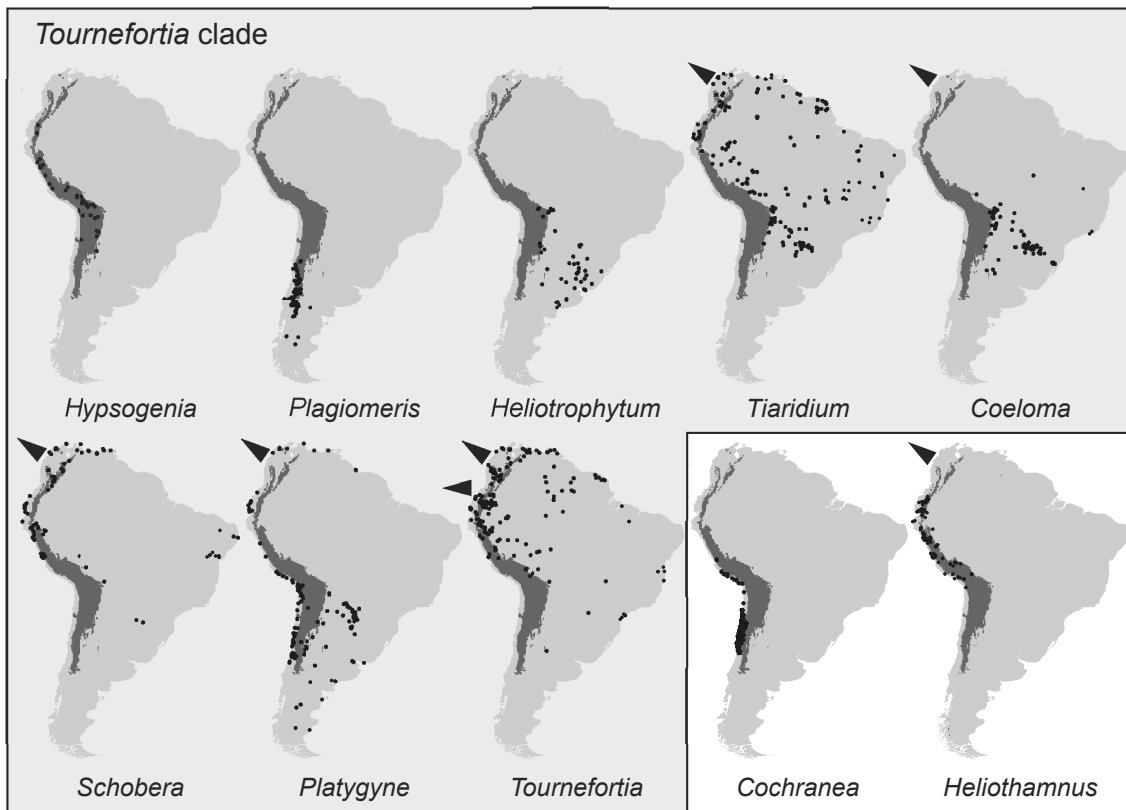 Tournefortia clade
Hypsogenia Plagiomeris Heliotrophytum Tiaridium Coeloma
Schobera Platygyne Tournefortia Cochranea Heliothamnus